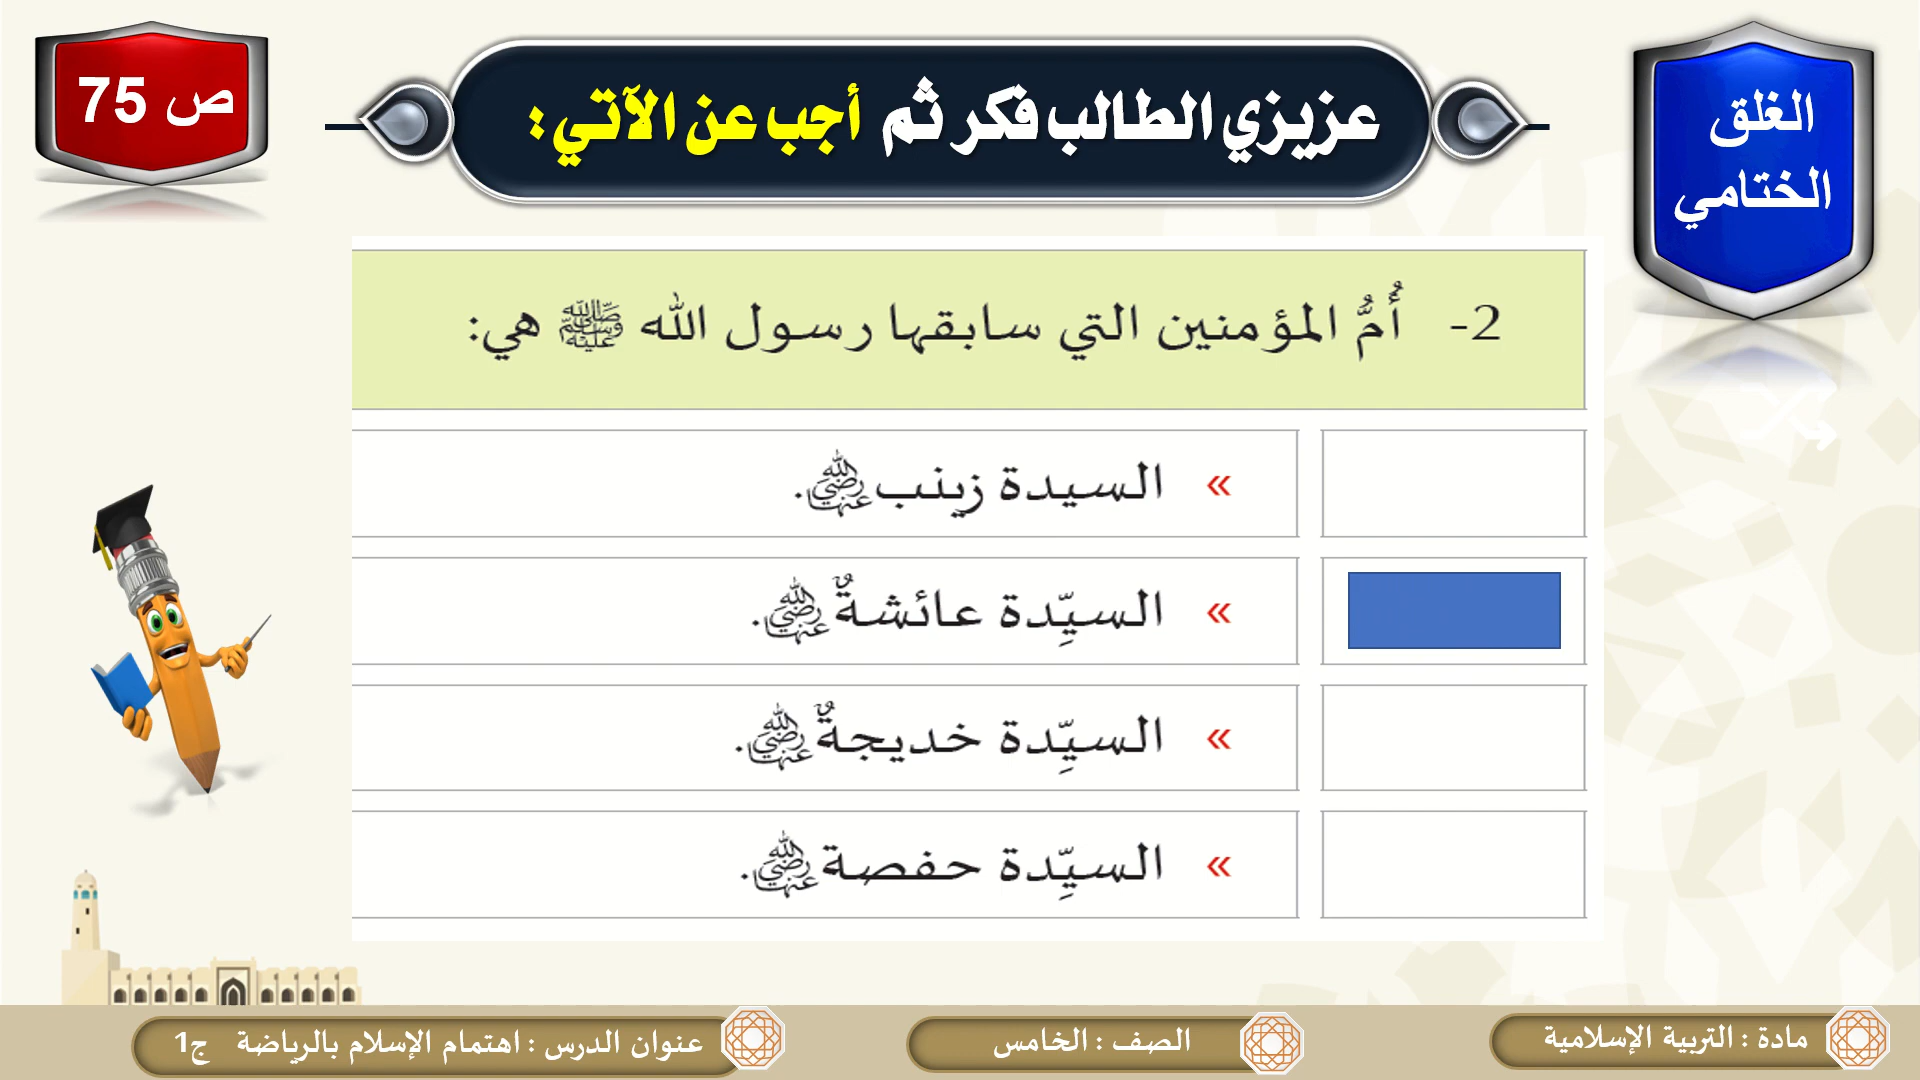 الغلق
الختامي
عزيزي الطالب فكر ثم أجب عن الآتي :
ص 75
2- أُمُّ المؤمنين التي سابقها رسول الله ﷺ هي:
» السيدة زينب رضي الله عنها.
» السيِّدة عائشةٌ رضي الله عنها.
» السيِّدة خديجةٌ رضي الله عنها.
» السيِّدة حفصة رضي الله عنها.
مادة : التربية الإسلامية
الصف : الخامس
عنوان الدرس : اهتمام الإسلام بالرياضة ج1